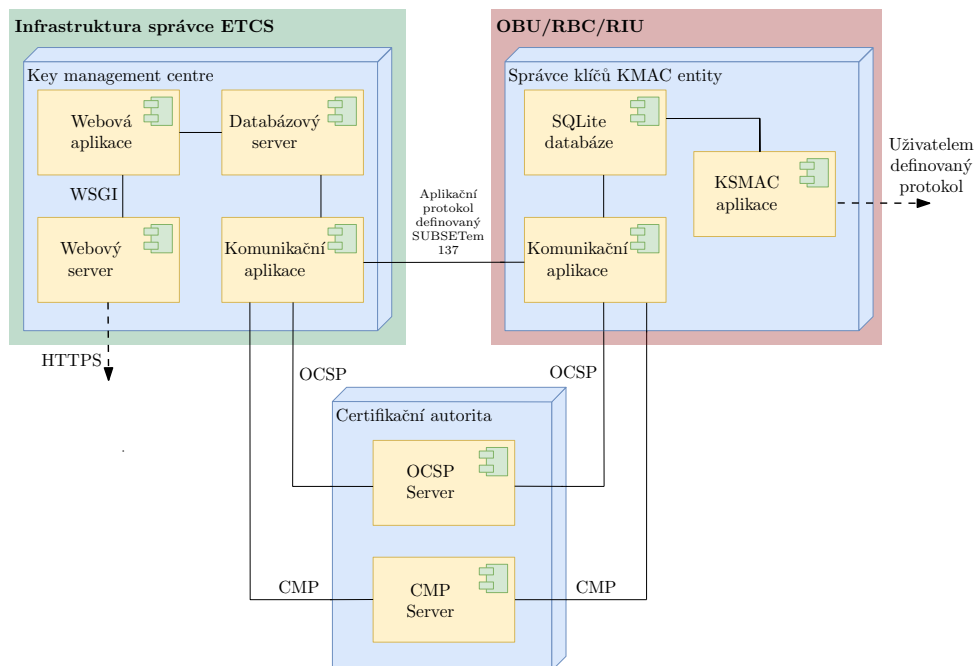 Infrastruktura správce ETCS
Key management centre
Webová
aplikace
Databázový
server
WSGI
Webový
server
Komunikační
aplikace
HTTPS
Aplikační
protokol
definovaný
SUBSETem
137
OBU/RBC/RIU
Správce klíčů KMAC entity
SQLite
databáze
KSMAC
aplikace
Komunikační
aplikace
Uživatelem
definovaný
protokol
OCSP
OCSP
Certifikační autorita
OCSP
Server
CMP
CMP
Server
CMP